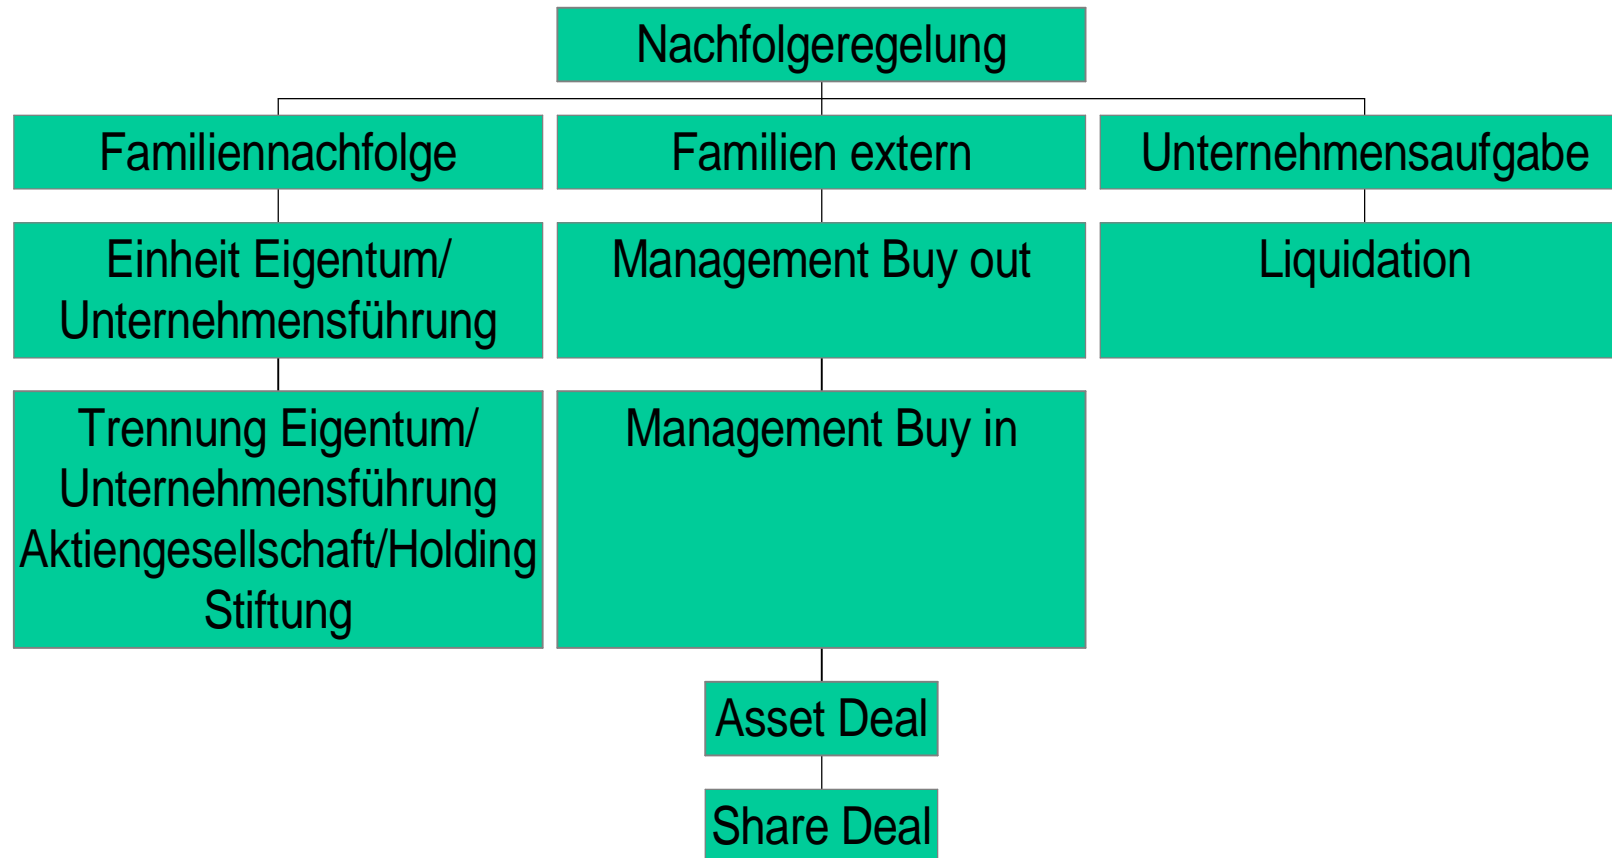 Nachfolgeregelung
Familiennachfolge
Familien extern
Unternehmensaufgabe
Einheit Eigentum/
Unternehmensführung
Management Buy out
Liquidation
Trennung Eigentum/
Unternehmensführung
Aktiengesellschaft/Holding
Stiftung
Management Buy in
Asset Deal
Share Deal